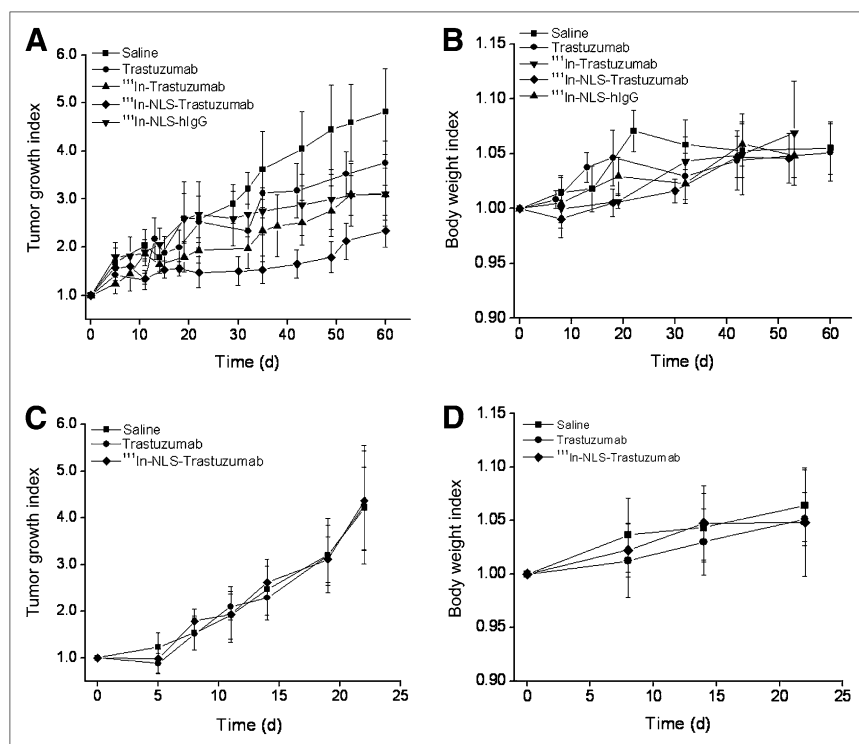 A
Saline
Trastuzumab
¹¹¹In-Trastuzumab
¹¹¹In-NLS-Trastuzumab
¹¹¹In-NLS-hIgG
6.0
5.0
4.0
3.0
2.0
1.0
Tumor growth index
0 10 20 30 40 50 60
Time (d)
B
Saline
Trastuzumab
¹¹¹In-Trastuzumab
¹¹¹In-NLS-Trastuzumab
¹¹¹In-NLS-hIgG
1.15
1.10
1.05
1.00
0.95
0.90
Body weight index
0 10 20 30 40 50 60
Time (d)
C
Saline
Trastuzumab
¹¹¹In-NLS-Trastuzumab
6.0
5.0
4.0
3.0
2.0
1.0
Tumor growth index
0 5 10 15 20 25
Time (d)
D
Saline
Trastuzumab
¹¹¹In-NLS-Trastuzumab
1.15
1.10
1.05
1.00
0.95
0.90
Body weight index
0 5 10 15 20 25
Time (d)